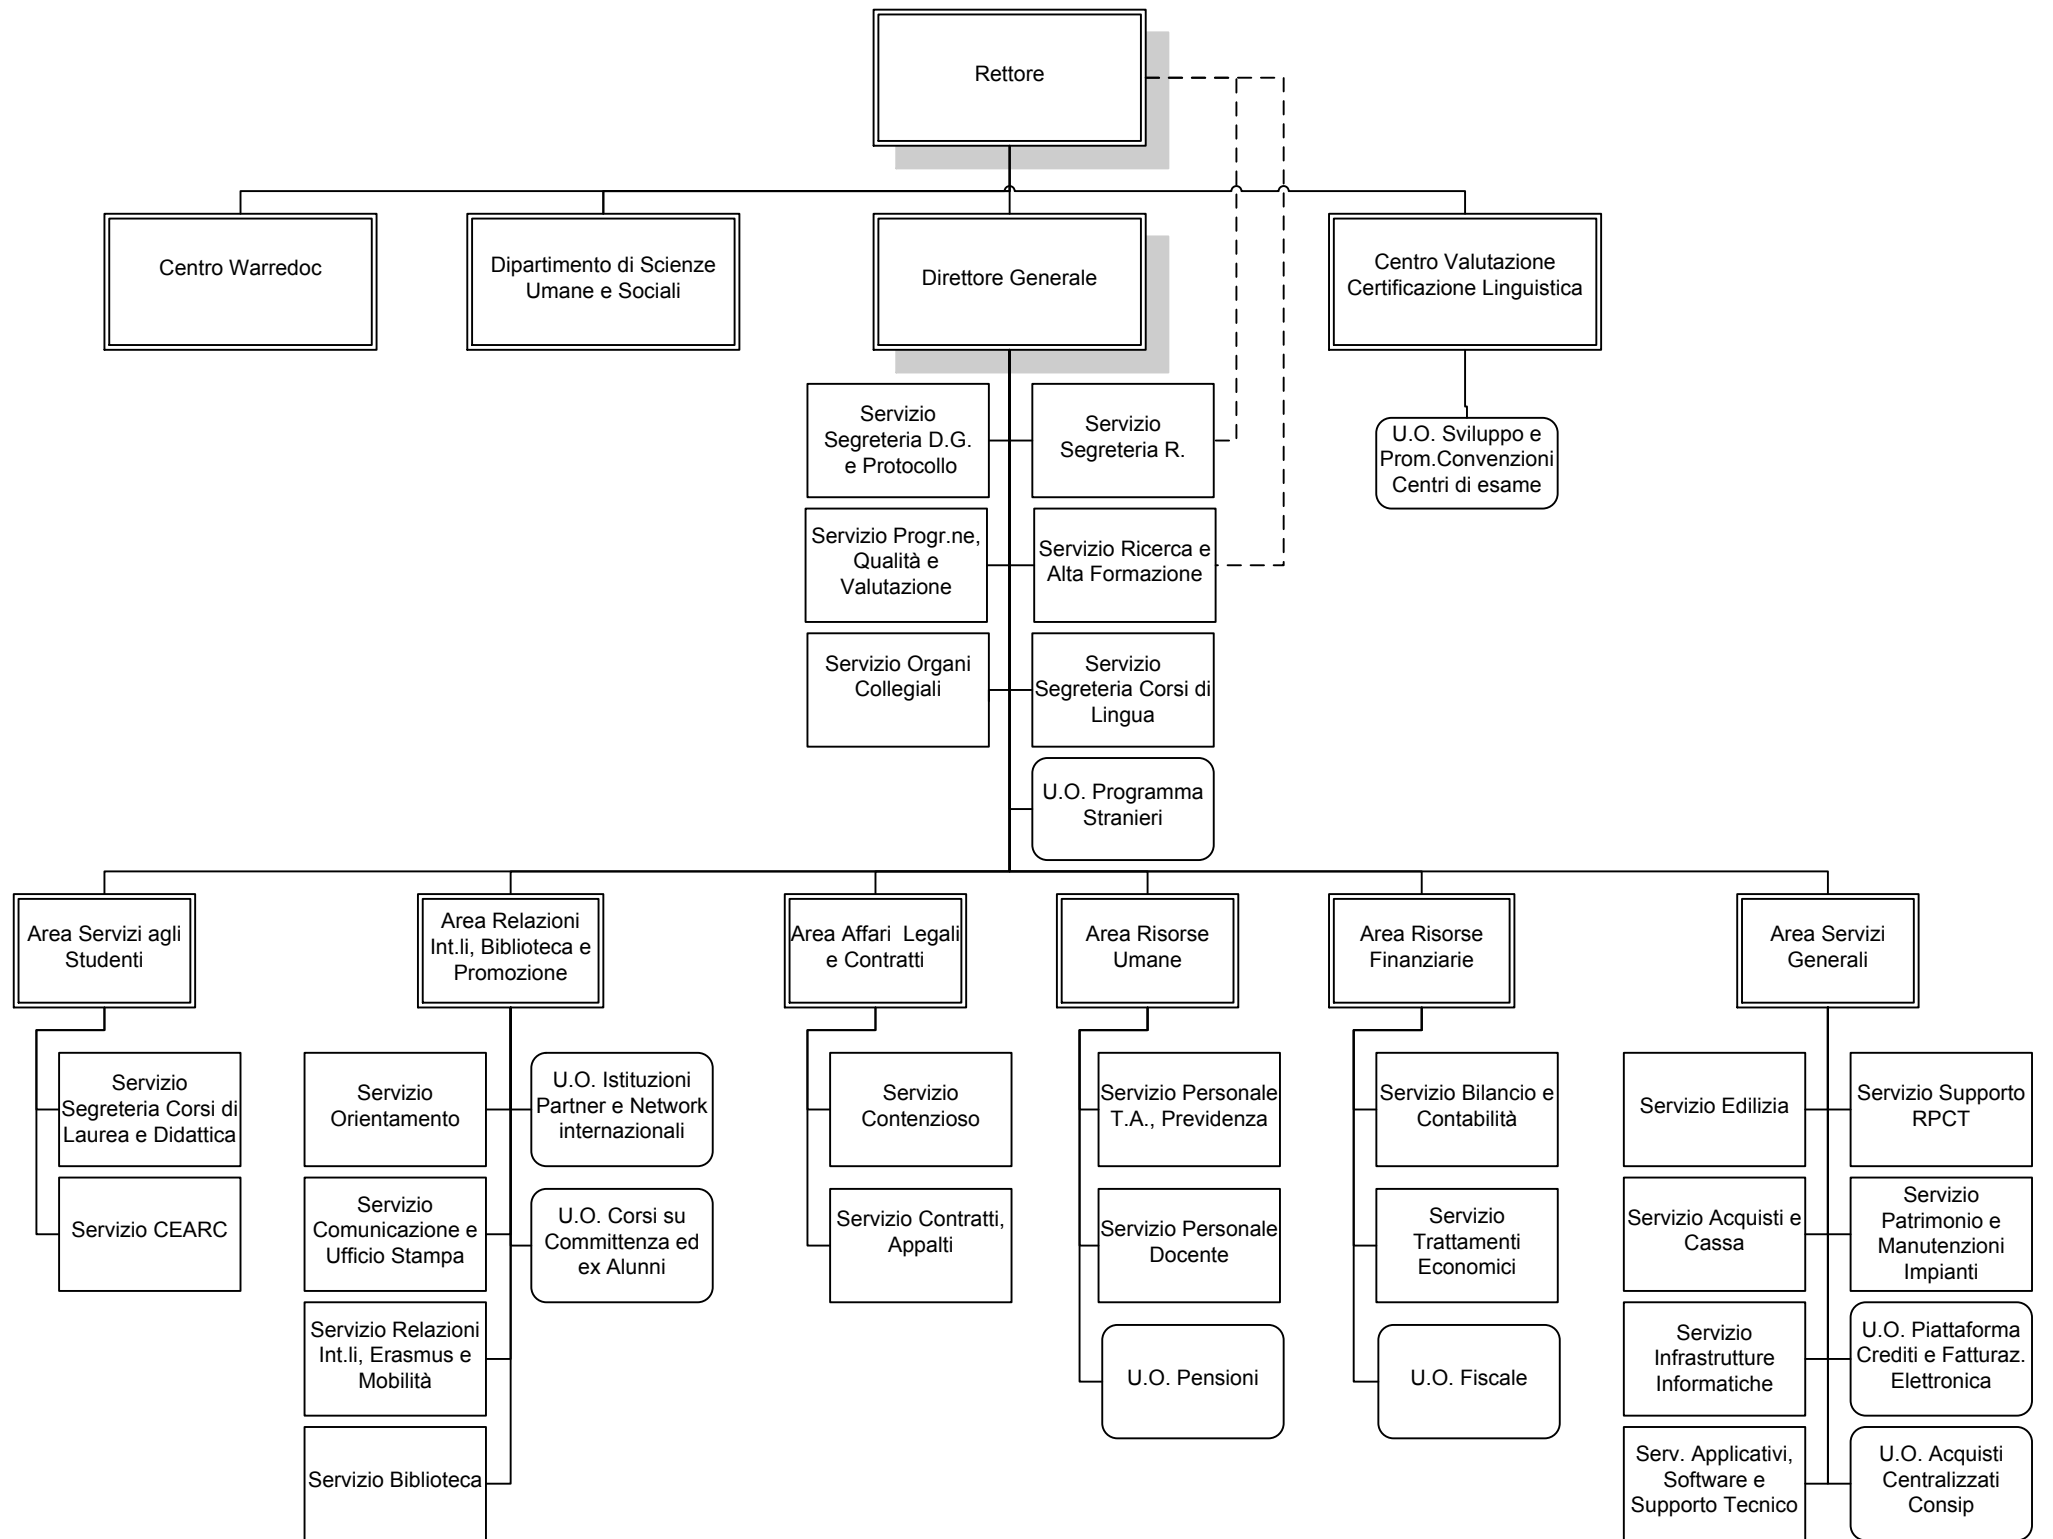 Rettore
Centro Warredoc
Dipartimento di Scienze
Umane e Sociali
Direttore Generale
Centro Valutazione
Certificazione Linguistica
Servizio
Segreteria D.G.
e Protocollo
Servizio
Segreteria R.
U.O. Sviluppo e
Prom.Convenzioni
Centri di esame
Servizio Progr.ne,
Qualità e
Valutazione
Servizio Ricerca e
Alta Formazione
Servizio Organi
Collegiali
Servizio
Segreteria Corsi di
Lingua
U.O. Programma
Stranieri
Area Servizi agli
Studenti
Area Relazioni
Int.li, Biblioteca e
Promozione
Area Affari  Legali
e Contratti
Area Risorse
Umane
Area Risorse
Finanziarie
Area Servizi
Generali
Servizio
Segreteria Corsi di
Laurea e Didattica
Servizio
Orientamento
U.O. Istituzioni
Partner e Network
internazionali
Servizio
Contenzioso
Servizio Personale
T.A., Previdenza
Servizio Bilancio e
Contabilità
Servizio Edilizia
Servizio Supporto
RPCT
Servizio CEARC
Servizio
Comunicazione e
Ufficio Stampa
U.O. Corsi su
Committenza ed
ex Alunni
Servizio Contratti,
Appalti
Servizio Personale
Docente
Servizio
Trattamenti
Economici
Servizio Acquisti e
Cassa
Servizio
Patrimonio e
Manutenzioni
Impianti
Servizio Relazioni
Int.li, Erasmus e
Mobilità
U.O. Pensioni
U.O. Fiscale
Servizio
Infrastrutture
Informatiche
U.O. Piattaforma
Crediti e Fatturaz.
Elettronica
Servizio Biblioteca
Serv. Applicativi,
Software e
Supporto Tecnico
U.O. Acquisti
Centralizzati
Consip